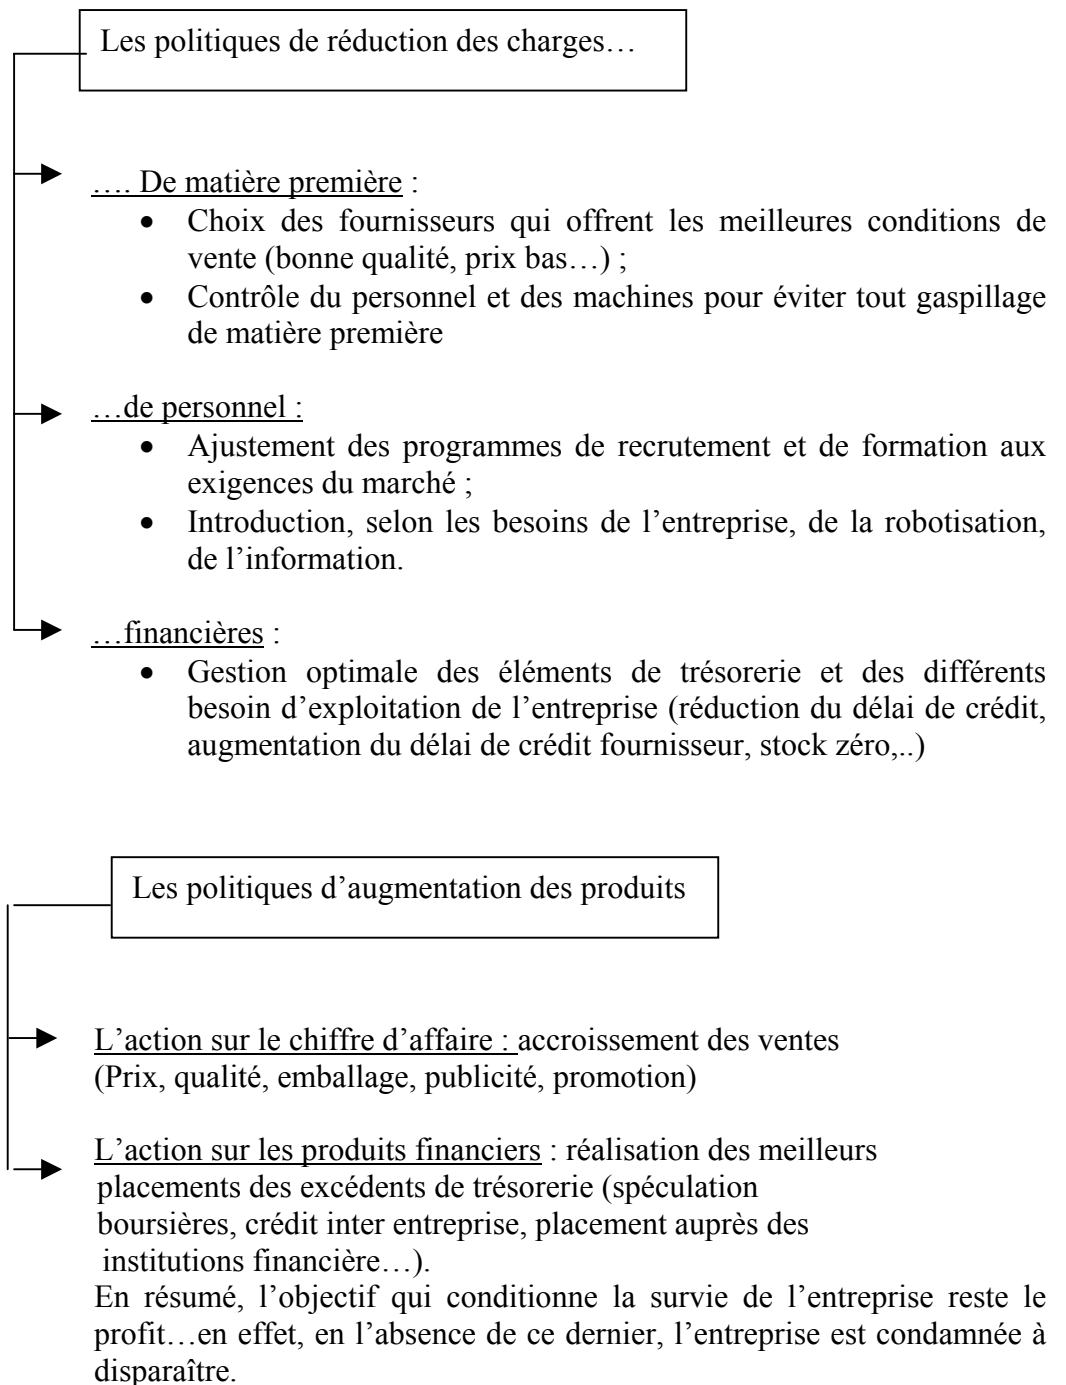 Les politiques de réduction des charges…
…. De matière première :
• Choix des fournisseurs qui offrent les meilleures conditions de
vente (bonne qualité, prix bas…) ;
• Contrôle du personnel et des machines pour éviter tout gaspillage
de matière première
…de personnel :
• Ajustement des programmes de recrutement et de formation aux
exigences du marché ;
• Introduction, selon les besoins de l’entreprise, de la robotisation,
de l’information.
…financières :
• Gestion optimale des éléments de trésorerie et des différents
besoin d’exploitation de l’entreprise (réduction du délai de crédit,
augmentation du délai de crédit fournisseur, stock zéro,..)
Les politiques d’augmentation des produits
L’action sur le chiffre d’affaire : accroissement des ventes
(Prix, qualité, emballage, publicité, promotion)
L’action sur les produits financiers : réalisation des meilleurs
placements des excédents de trésorerie (spéculation
boursières, crédit inter entreprise, placement auprès des
institutions financière…).
En résumé, l’objectif qui conditionne la survie de l’entreprise reste le
profit…en effet, en l’absence de ce dernier, l’entreprise est condamnée à
disparaître.